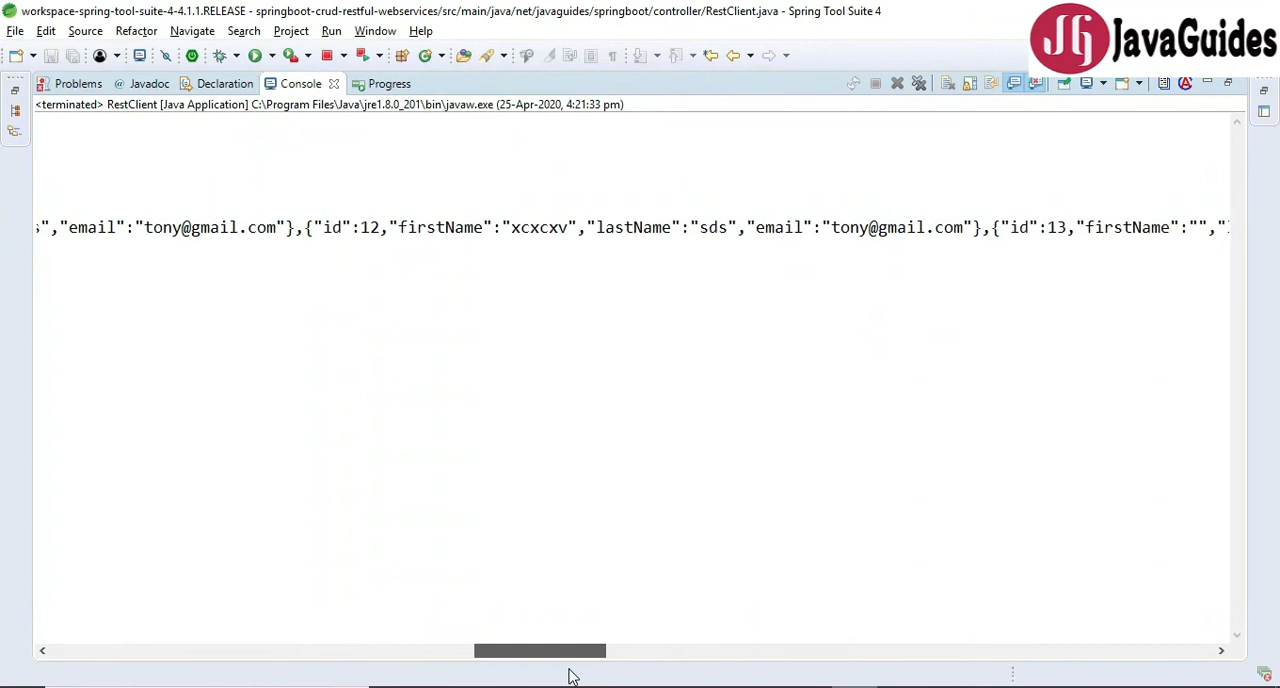 workspace-spring-tool-suite-4-4.1.1.RELEASE - springboot-crud-restful-webservices/src/main/java/net/javaguides/springboot/controller/RestClient.java - Spring Tool Suite 4
File Edit Source Refactor Navigate Search Project Run Window Help
JG JavaGuides
Problems @ Javadoc Declaration Console Progress
<terminated> RestClient [Java Application] C:\Program Files\Java\jre1.8.0_201\bin\javaw.exe (25-Apr-2020, 4:21:33 pm)
s","email":"tony@gmail.com"},{"id":12,"firstName":"xcxcxv","lastName":"sds","email":"tony@gmail.com"},{"id":13,"firstName":"","